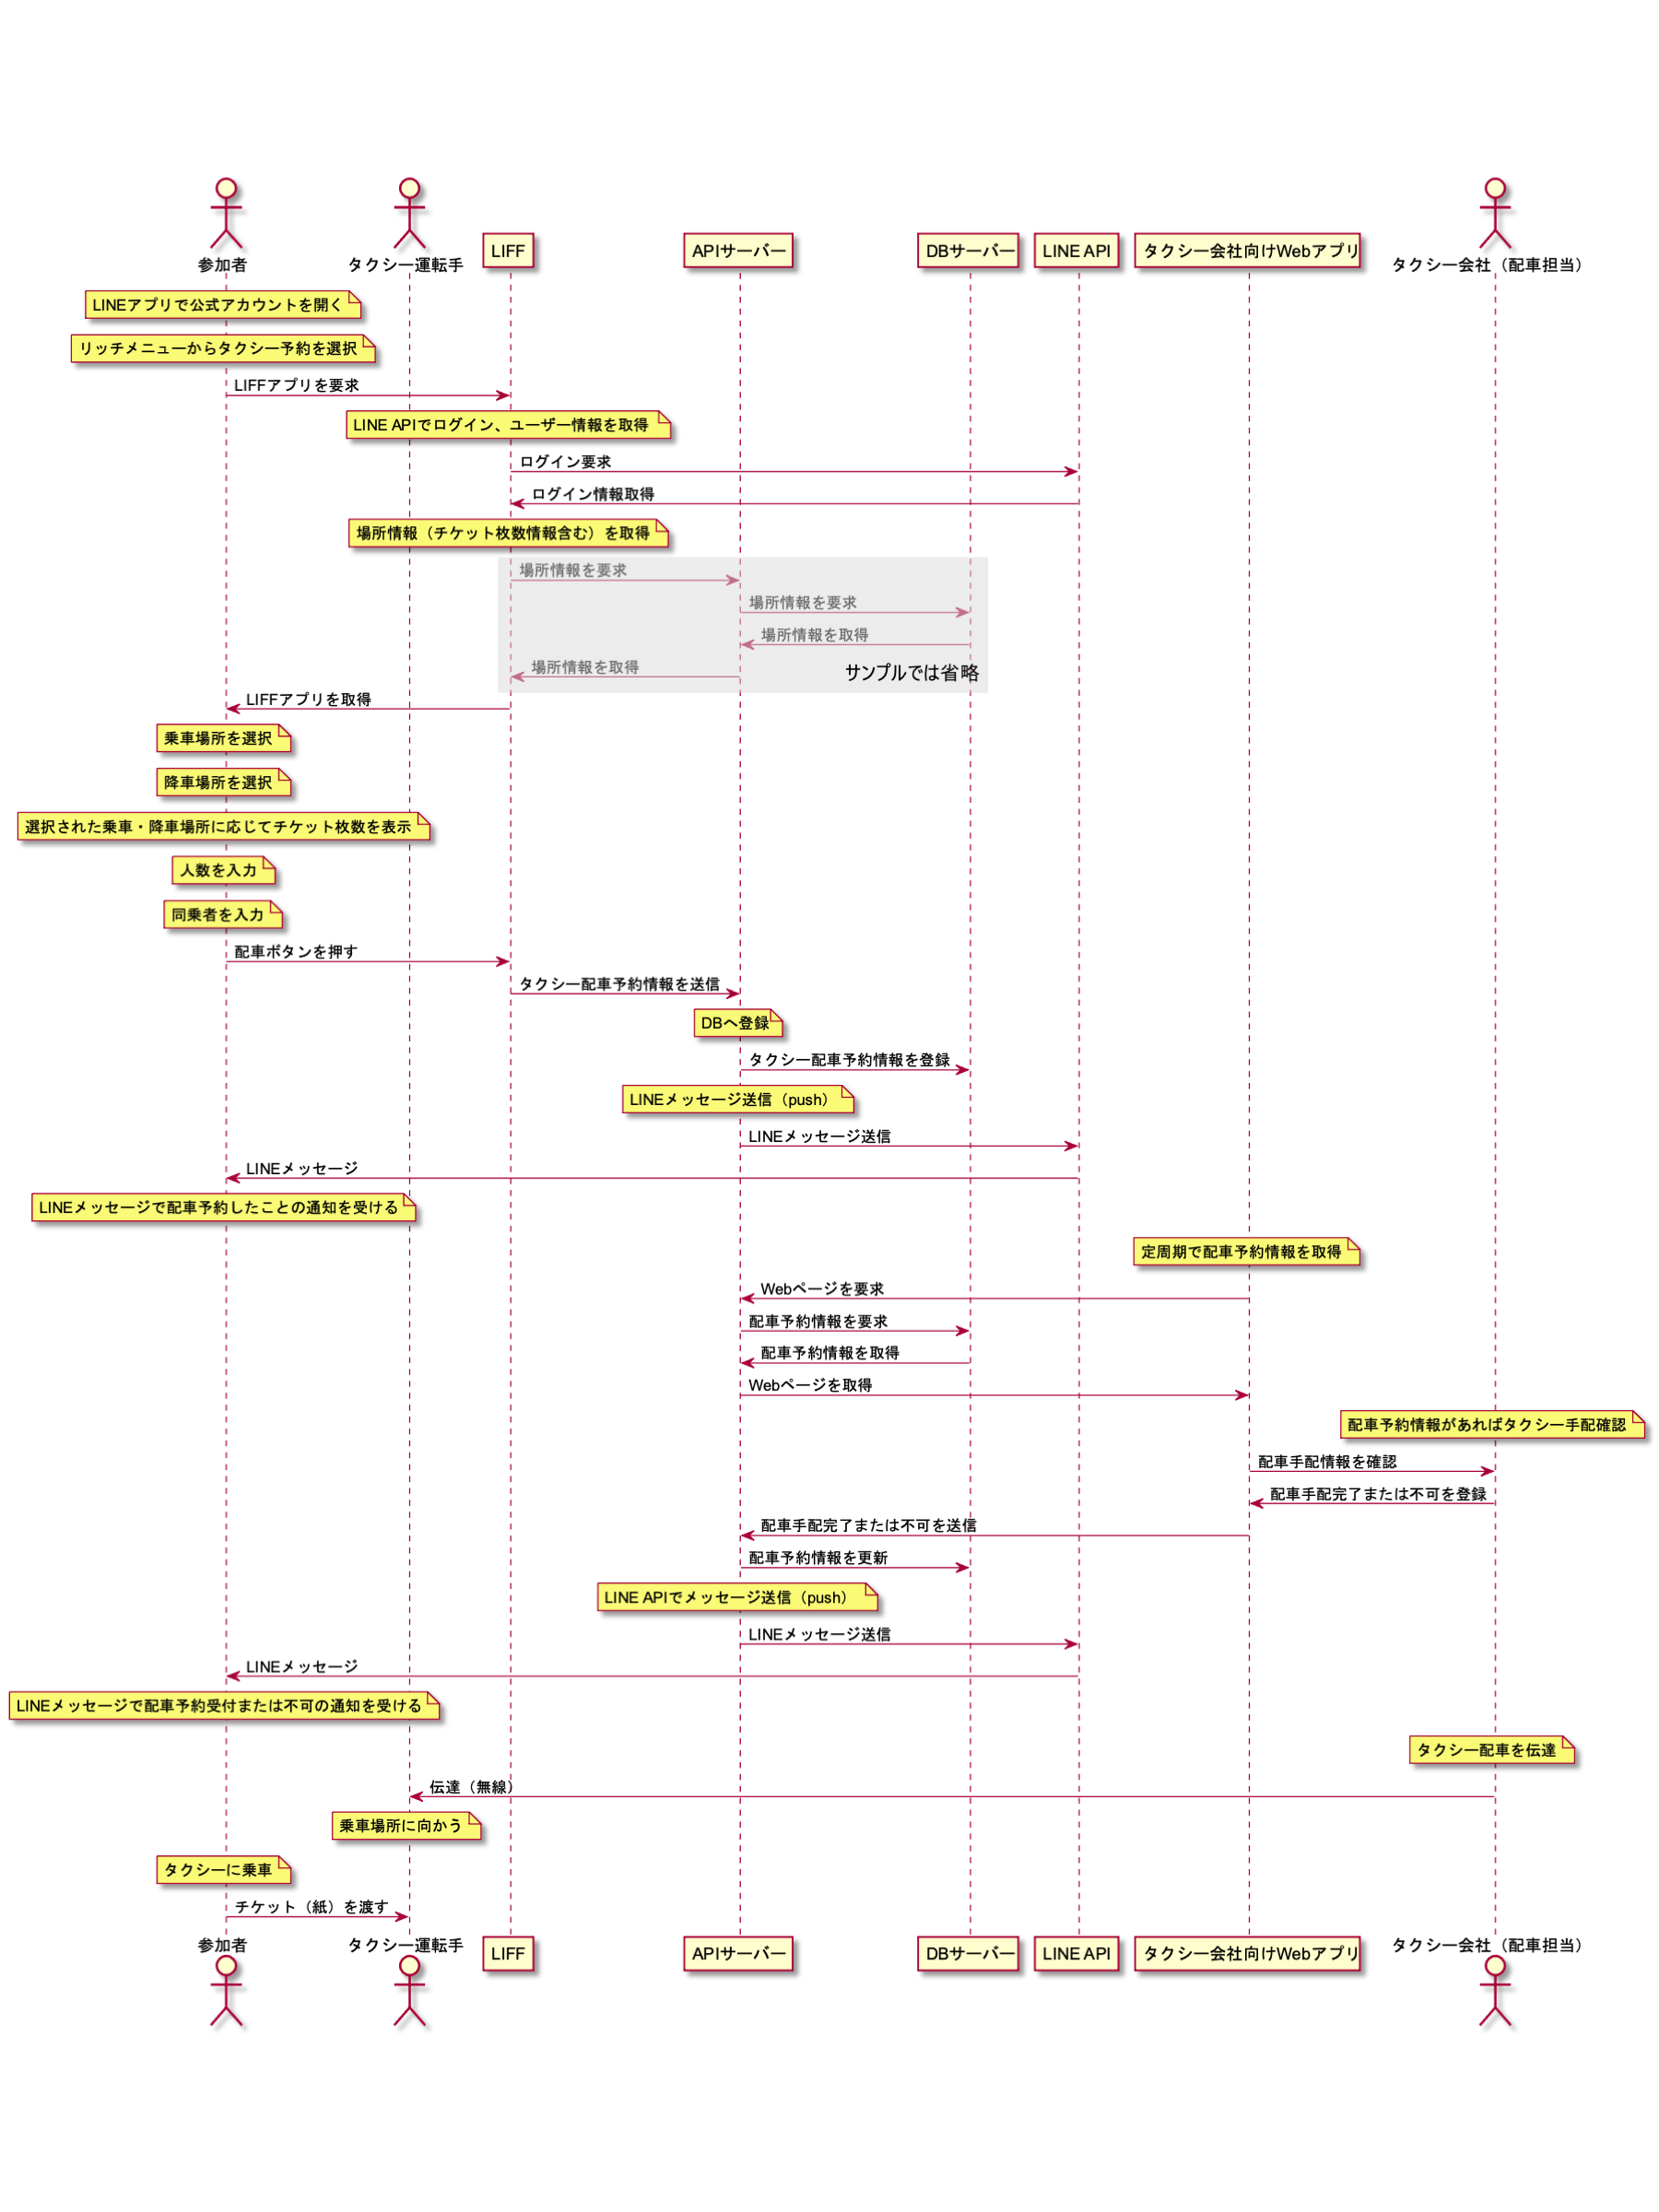 参加者
タクシー運転手
LIFF
APIサーバー
DBサーバー
LINE API
タクシー会社向けWebアプリ
タクシー会社（配車担当）
LINEアプリで公式アカウントを開く
リッチメニューからタクシー予約を選択
LIFFアプリを要求
LINE APIでログイン、ユーザー情報を取得
ログイン要求
ログイン情報取得
場所情報（チケット枚数情報含む）を取得
場所情報を要求
場所情報を要求
場所情報を取得
場所情報を取得
サンプルでは省略
LIFFアプリを取得
乗車場所を選択
降車場所を選択
選択された乗車・降車場所に応じてチケット枚数を表示
人数を入力
同乗者を入力
配車ボタンを押す
タクシー配車予約情報を送信
DBへ登録
タクシー配車予約情報を登録
LINEメッセージ送信（push）
LINEメッセージ送信
LINEメッセージ
LINEメッセージで配車予約したことの通知を受ける
定周期で配車予約情報を取得
Webページを要求
配車予約情報を要求
配車予約情報を取得
Webページを取得
配車予約情報があればタクシー手配確認
配車手配情報を確認
配車手配完了または不可を登録
配車手配完了または不可を送信
配車予約情報を更新
LINE APIでメッセージ送信（push）
LINEメッセージ送信
LINEメッセージ
LINEメッセージで配車予約受付または不可の通知を受ける
タクシー配車を伝達
伝達（無線）
乗車場所に向かう
タクシーに乗車
チケット（紙）を渡す
参加者
タクシー運転手
LIFF
APIサーバー
DBサーバー
LINE API
タクシー会社向けWebアプリ
タクシー会社（配車担当）